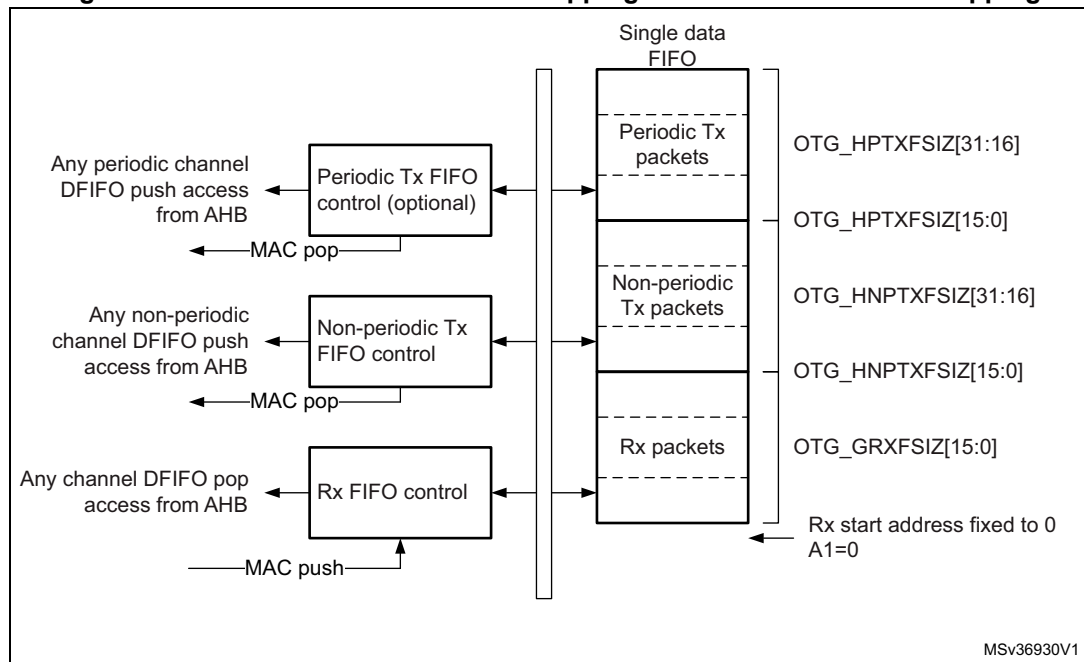 Single data
FIFO
Periodic Tx
packets
OTG_HPTXFSIZ[31:16]
Any periodic channel
DFIFO push access
from AHB
Periodic Tx FIFO
control (optional)
MAC pop
OTG_HPTXFSIZ[15:0]
Non-periodic
Tx packets
OTG_HNPTXFSIZ[31:16]
Any non-periodic
channel DFIFO push
access from AHB
Non-periodic Tx
FIFO control
MAC pop
OTG_HNPTXFSIZ[15:0]
Rx packets
OTG_GRXFSIZ[15:0]
Any channel DFIFO pop
access from AHB
Rx FIFO control
Rx start address fixed to 0
A1=0
MAC push
MSv36930V1